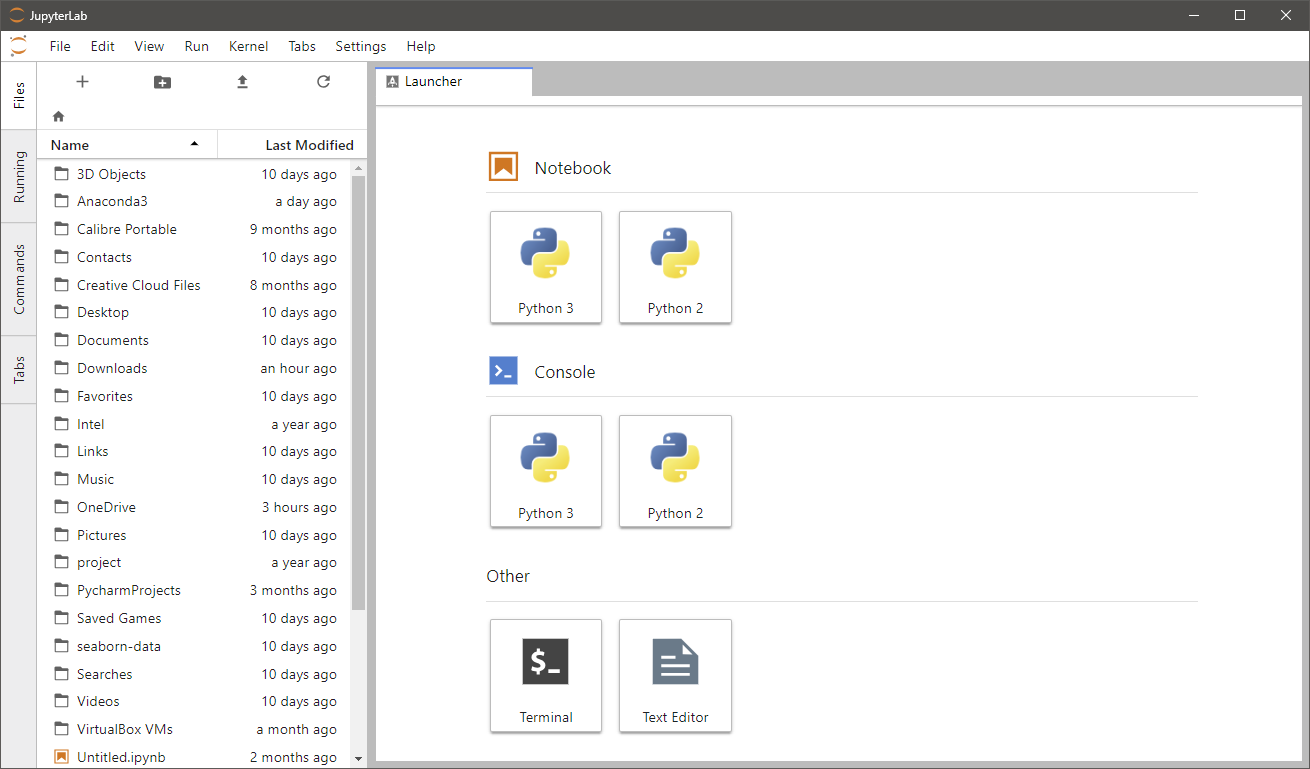 JupyterLab
File Edit View Run Kernel Tabs Settings Help
Files
Running
Commands
Tabs
Name Last Modified
3D Objects 10 days ago
Anaconda3 a day ago
Calibre Portable 9 months ago
Contacts 10 days ago
Creative Cloud Files 8 months ago
Desktop 10 days ago
Documents 10 days ago
Downloads an hour ago
Favorites 10 days ago
Intel a year ago
Links 10 days ago
Music 10 days ago
OneDrive 3 hours ago
Pictures 10 days ago
project a year ago
PycharmProjects 3 months ago
Saved Games 10 days ago
seaborn-data 10 days ago
Searches 10 days ago
Videos 10 days ago
VirtualBox VMs a month ago
Untitled.ipynb 2 months ago
Launcher
Notebook
Python 3 Python 2
Console
Python 3 Python 2
Other
$_
Terminal Text Editor